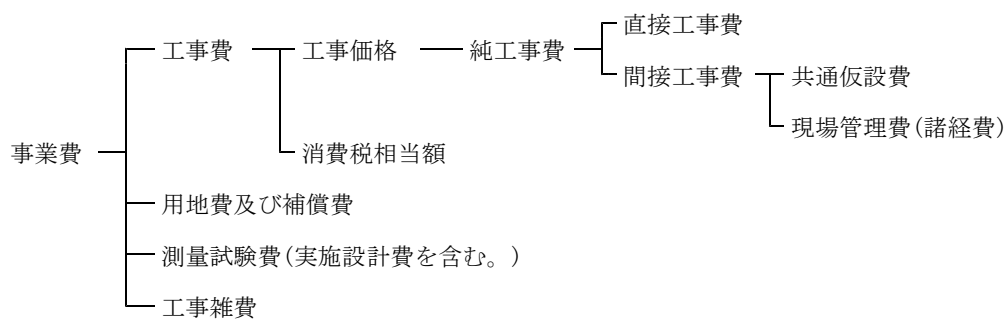 直接工事費
工事費 工事価格 純工事費
間接工事費 共通仮設費
現場管理費(諸経費)
事業費 消費税相当額
用地費及び補償費
測量試験費(実施設計費を含む。)
工事雑費